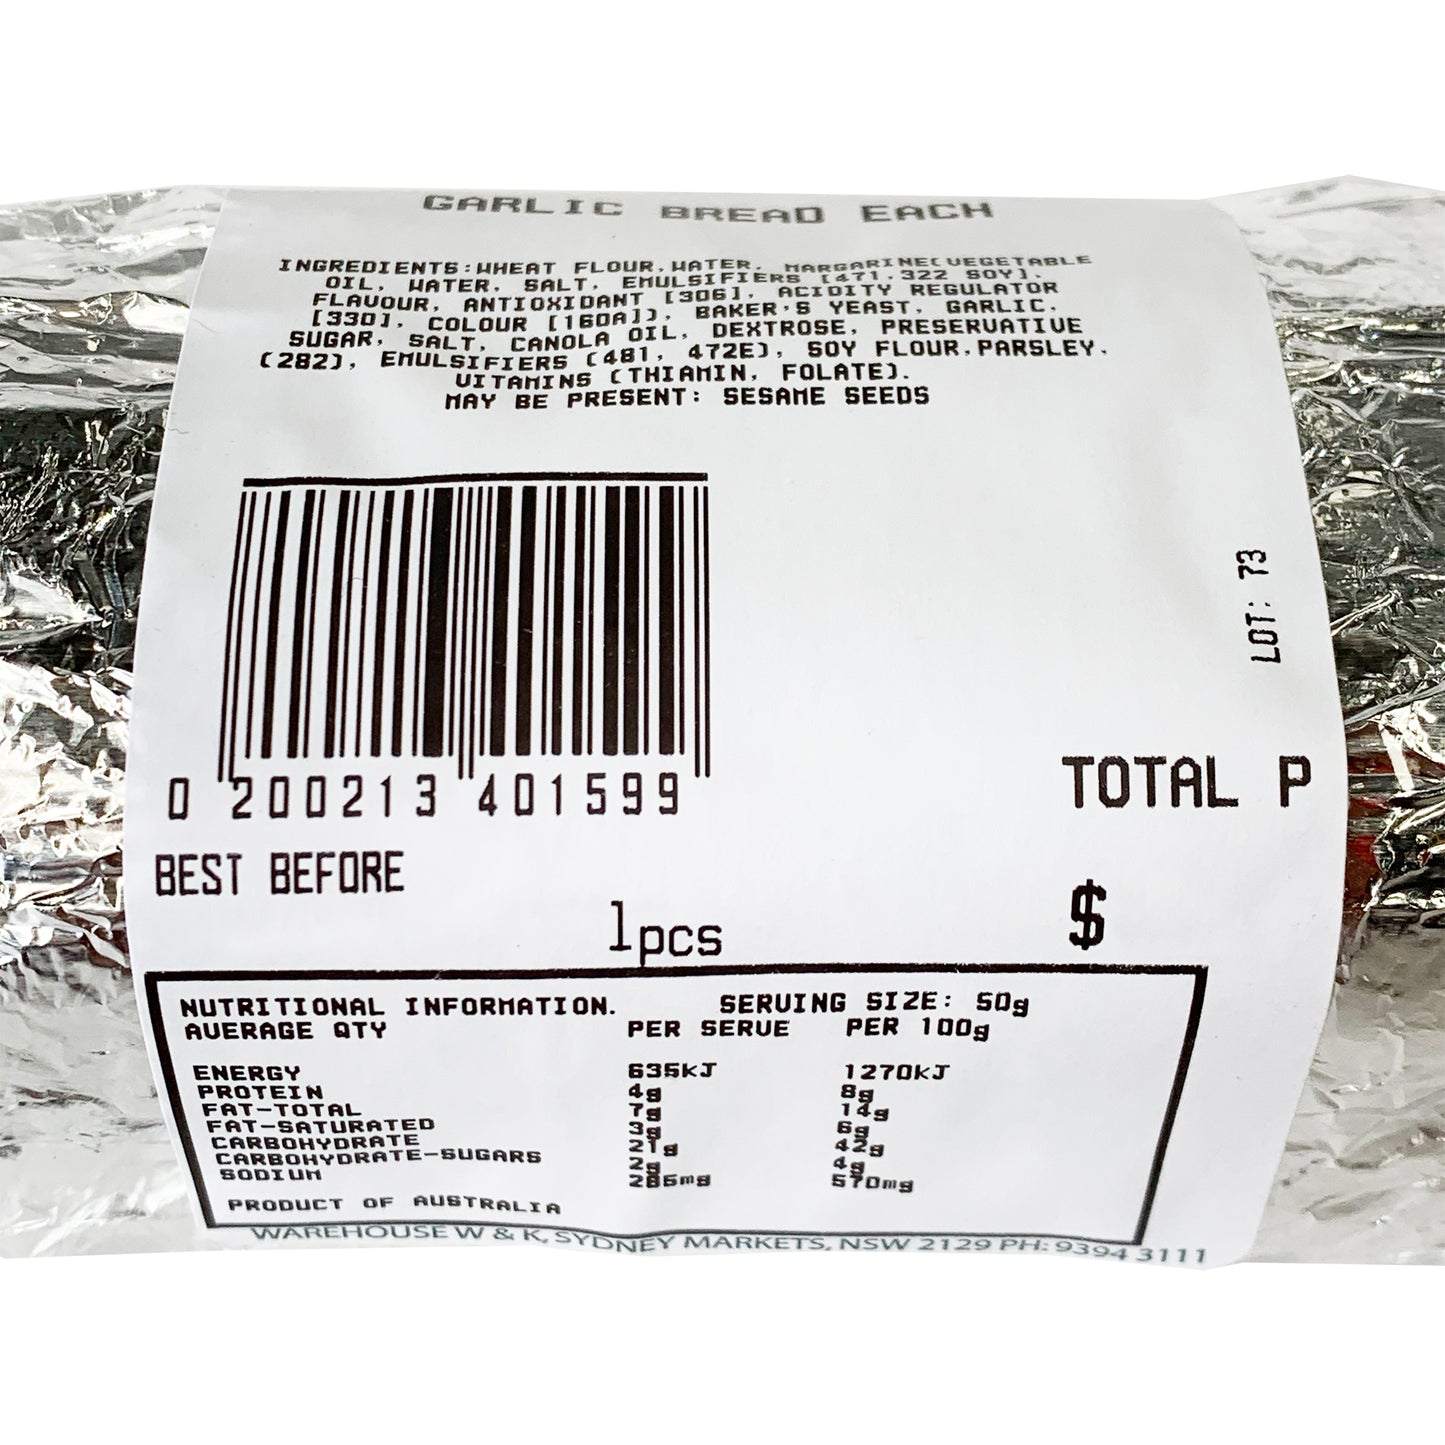 GARLIC BREAD EACH
INGREDIENTS:WHEAT FLOUR,WATER, MARGARINE(VEGETABLE
OIL, WATER, SALT, EMULSIFIERS [471,322 SOY],
FLAVOUR, ANTIOXIDANT [306], ACIDITY REGULATOR
[330], COLOUR [160A]), BAKER'S YEAST, GARLIC,
SUGAR, SALT, CANOLA OIL, DEXTROSE, PRESERVATIVE
(282), EMULSIFIERS (481, 472E), SOY FLOUR,PARSLEY,
VITAMINS (THIAMIN, FOLATE).
MAY BE PRESENT: SESAME SEEDS
LOT: 73
0 200213 401599
TOTAL P
BEST BEFORE
1pcs
$
NUTRITIONAL INFORMATION. SERVING SIZE: 50g
AVERAGE QTY PER SERVE PER 100g
ENERGY 635kJ 1270kJ
PROTEIN 4g 8g
FAT-TOTAL 7g 14g
FAT-SATURATED 3g 6g
CARBOHYDRATE 21g 42g
CARBOHYDRATE-SUGARS 2g 4g
SODIUM 285mg 570mg
PRODUCT OF AUSTRALIA
WAREHOUSE W & K, SYDNEY MARKETS, NSW 2129 PH: 9394 3111